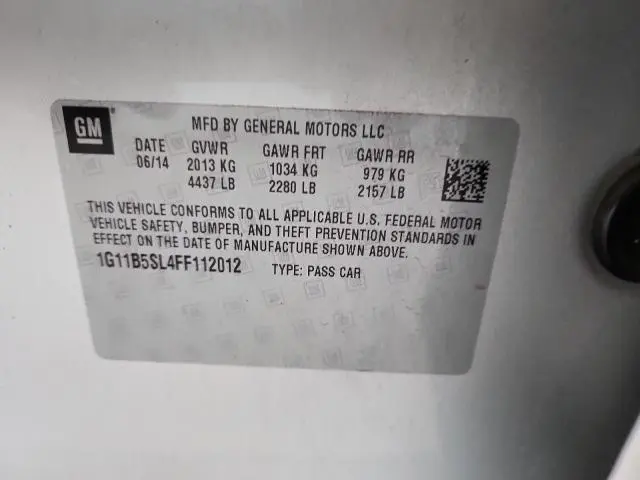 GM
MFD BY GENERAL MOTORS LLC
DATE GVWR GAWR FRT GAWR RR
06/14 2013 KG 1034 KG 979 KG
4437 LB 2280 LB 2157 LB
THIS VEHICLE CONFORMS TO ALL APPLICABLE U.S. FEDERAL MOTOR
VEHICLE SAFETY, BUMPER, AND THEFT PREVENTION STANDARDS IN
EFFECT ON THE DATE OF MANUFACTURE SHOWN ABOVE.
1G11B5SL4FF112012 TYPE: PASS CAR